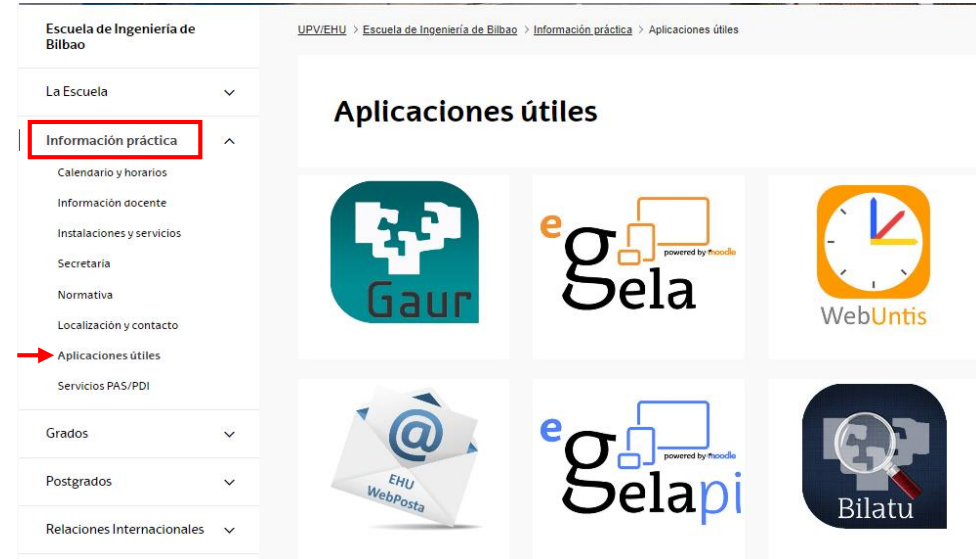 Escuela de Ingeniería de
Bilbao
La Escuela
Información práctica
Calendario y horarios
Información docente
Instalaciones y servicios
Secretaría
Normativa
Localización y contacto
Aplicaciones útiles
Servicios PAS/PDI
Grados
Postgrados
Relaciones Internacionales
UPV/EHU > Escuela de Ingeniería de Bilbao > Información práctica > Aplicaciones útiles
Aplicaciones útiles
Gaur
egela
powered by moodle
WebUntis
@
EHU
WebPosta
egelapi
powered by moodle
Bilatu